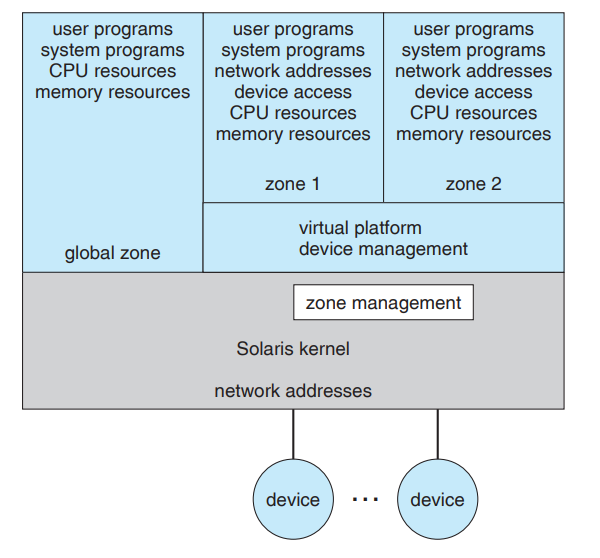 user programs
system programs
CPU resources
memory resources
global zone
user programs
system programs
network addresses
device access
CPU resources
memory resources
zone 1
user programs
system programs
network addresses
device access
CPU resources
memory resources
zone 2
virtual platform
device management
zone management
Solaris kernel
network addresses
device
...
device